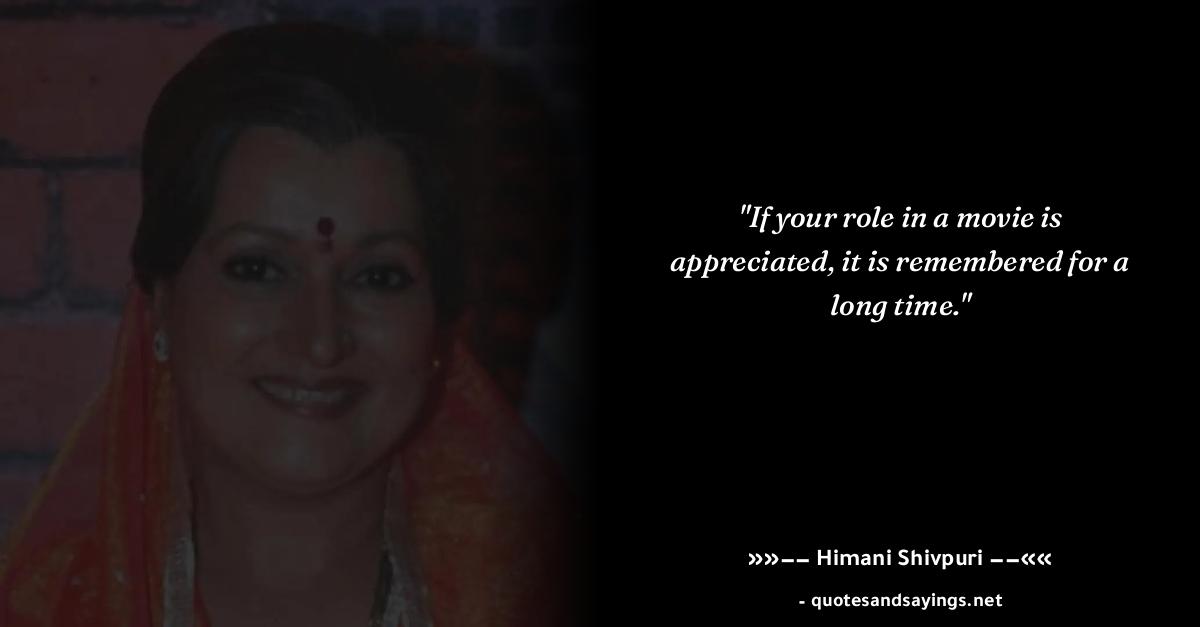 "If your role in a movie is
appreciated, it is remembered for a
long time."
»»–– Himani Shivpuri ––««
- quotesandsayings.net